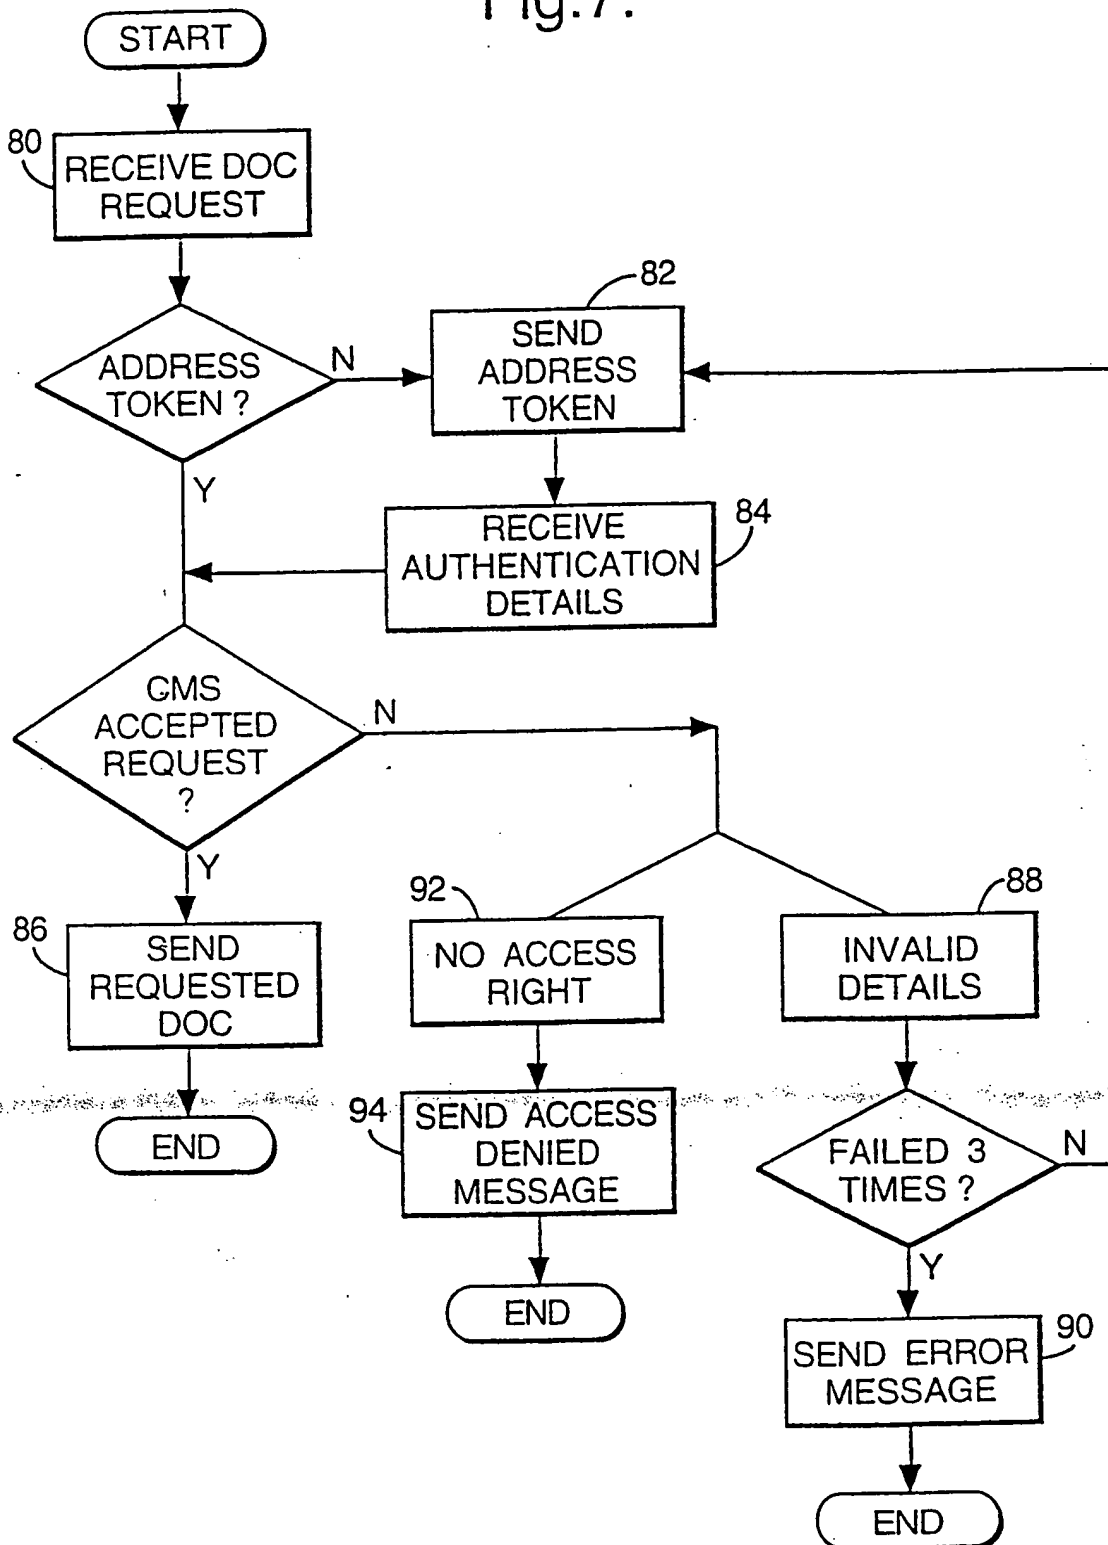 Fig.7.
START
80
RECEIVE DOC
REQUEST
82
SEND
ADDRESS
TOKEN
ADDRESS
TOKEN ?
N
Y
84
RECEIVE
AUTHENTICATION
DETAILS
GMS
ACCEPTED
REQUEST
?
N
Y
86
SEND
REQUESTED
DOC
END
92
NO ACCESS
RIGHT
88
INVALID
DETAILS
94
SEND ACCESS
DENIED
MESSAGE
END
FAILED 3
TIMES ?
N
Y
90
SEND ERROR
MESSAGE
END